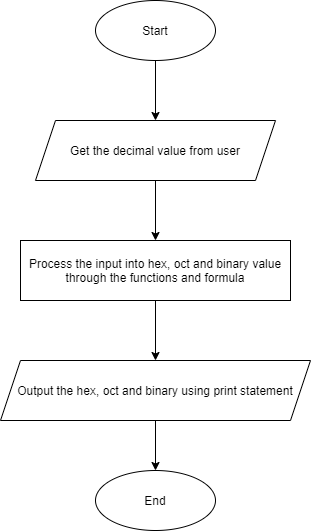 Start
Get the decimal value from user
Process the input into hex, oct and binary value
through the functions and formula
Output the hex, oct and binary using print statement
End